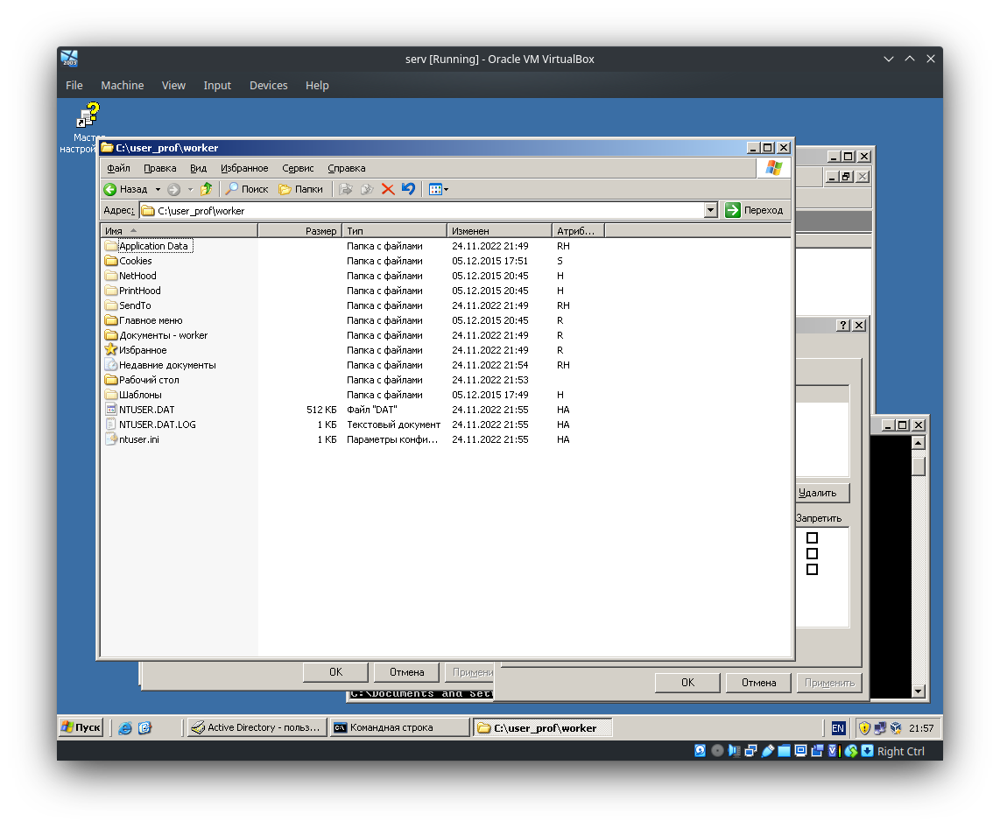 serv [Running] - Oracle VM VirtualBox
File Machine View Input Devices Help
C:\user_prof\worker
Файл Правка Вид Избранное Сервис Справка
Назад Поиск Папки
Адрес: C:\user_prof\worker Переход
Имя Размер Тип Изменен Атриб...
Application Data Папка с файлами 24.11.2022 21:49 RH
Cookies Папка с файлами 05.12.2015 17:51 S
NetHood Папка с файлами 05.12.2015 20:45 H
PrintHood Папка с файлами 05.12.2015 20:45 H
SendTo Папка с файлами 24.11.2022 21:49 RH
Главное меню Папка с файлами 05.12.2015 20:45 R
Документы - worker Папка с файлами 24.11.2022 21:49 R
Избранное Папка с файлами 24.11.2022 21:49 R
Недавние документы Папка с файлами 24.11.2022 21:54 RH
Рабочий стол Папка с файлами 24.11.2022 21:53
Шаблоны Папка с файлами 05.12.2015 17:49 H
NTUSER.DAT 512 КБ Файл "DAT" 24.11.2022 21:55 HA
NTUSER.DAT.LOG 1 КБ Текстовый документ 24.11.2022 21:55 HA
ntuser.ini 1 КБ Параметры конфи... 24.11.2022 21:55 HA
Удалить
Запретить
ОК Отмена
ОК Отмена Применить
C:\Documents and
Пуск Active Directory - польз... Командная строка C:\user_prof\worker EN 21:57
Right Ctrl